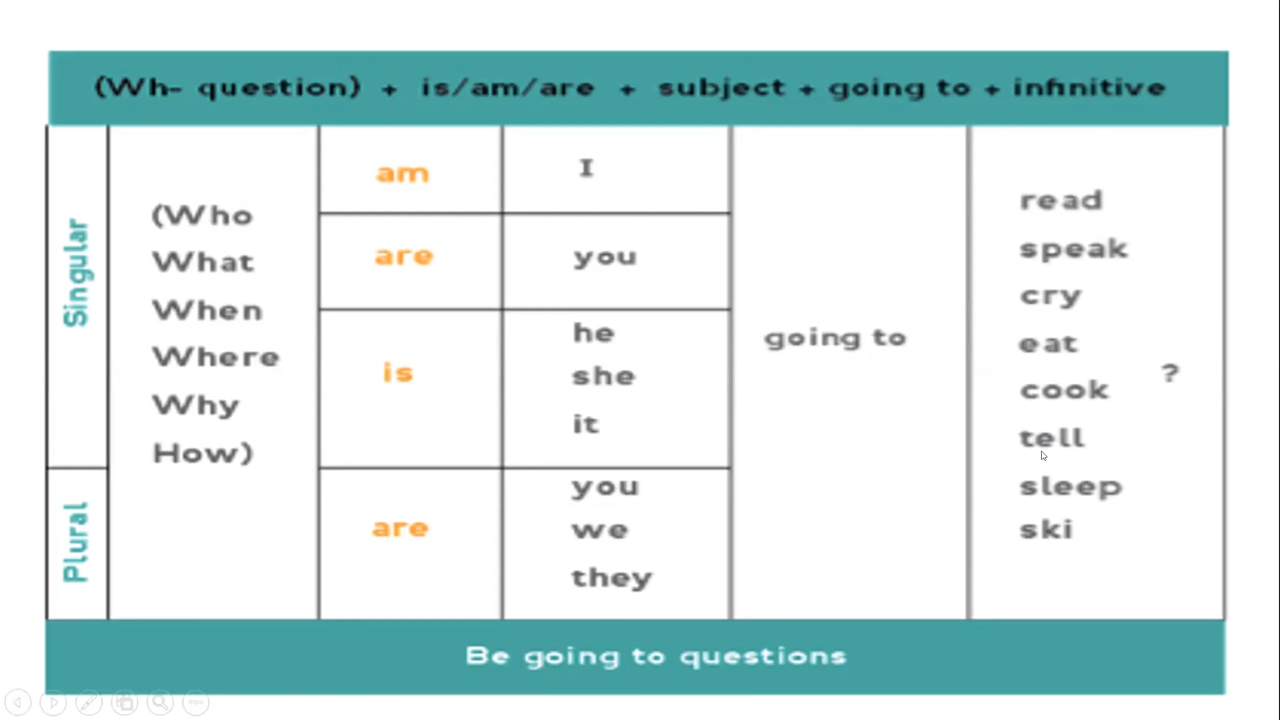 (Wh- question) + is/am/are + subject + going to + infinitive
Singular
(Who
What
When
Where
Why
How)
am
I
are
you
is
he
she
it
Plural
are
you
we
they
going to
read
speak
cry
eat
cook
tell
sleep
ski
?
Be going to questions